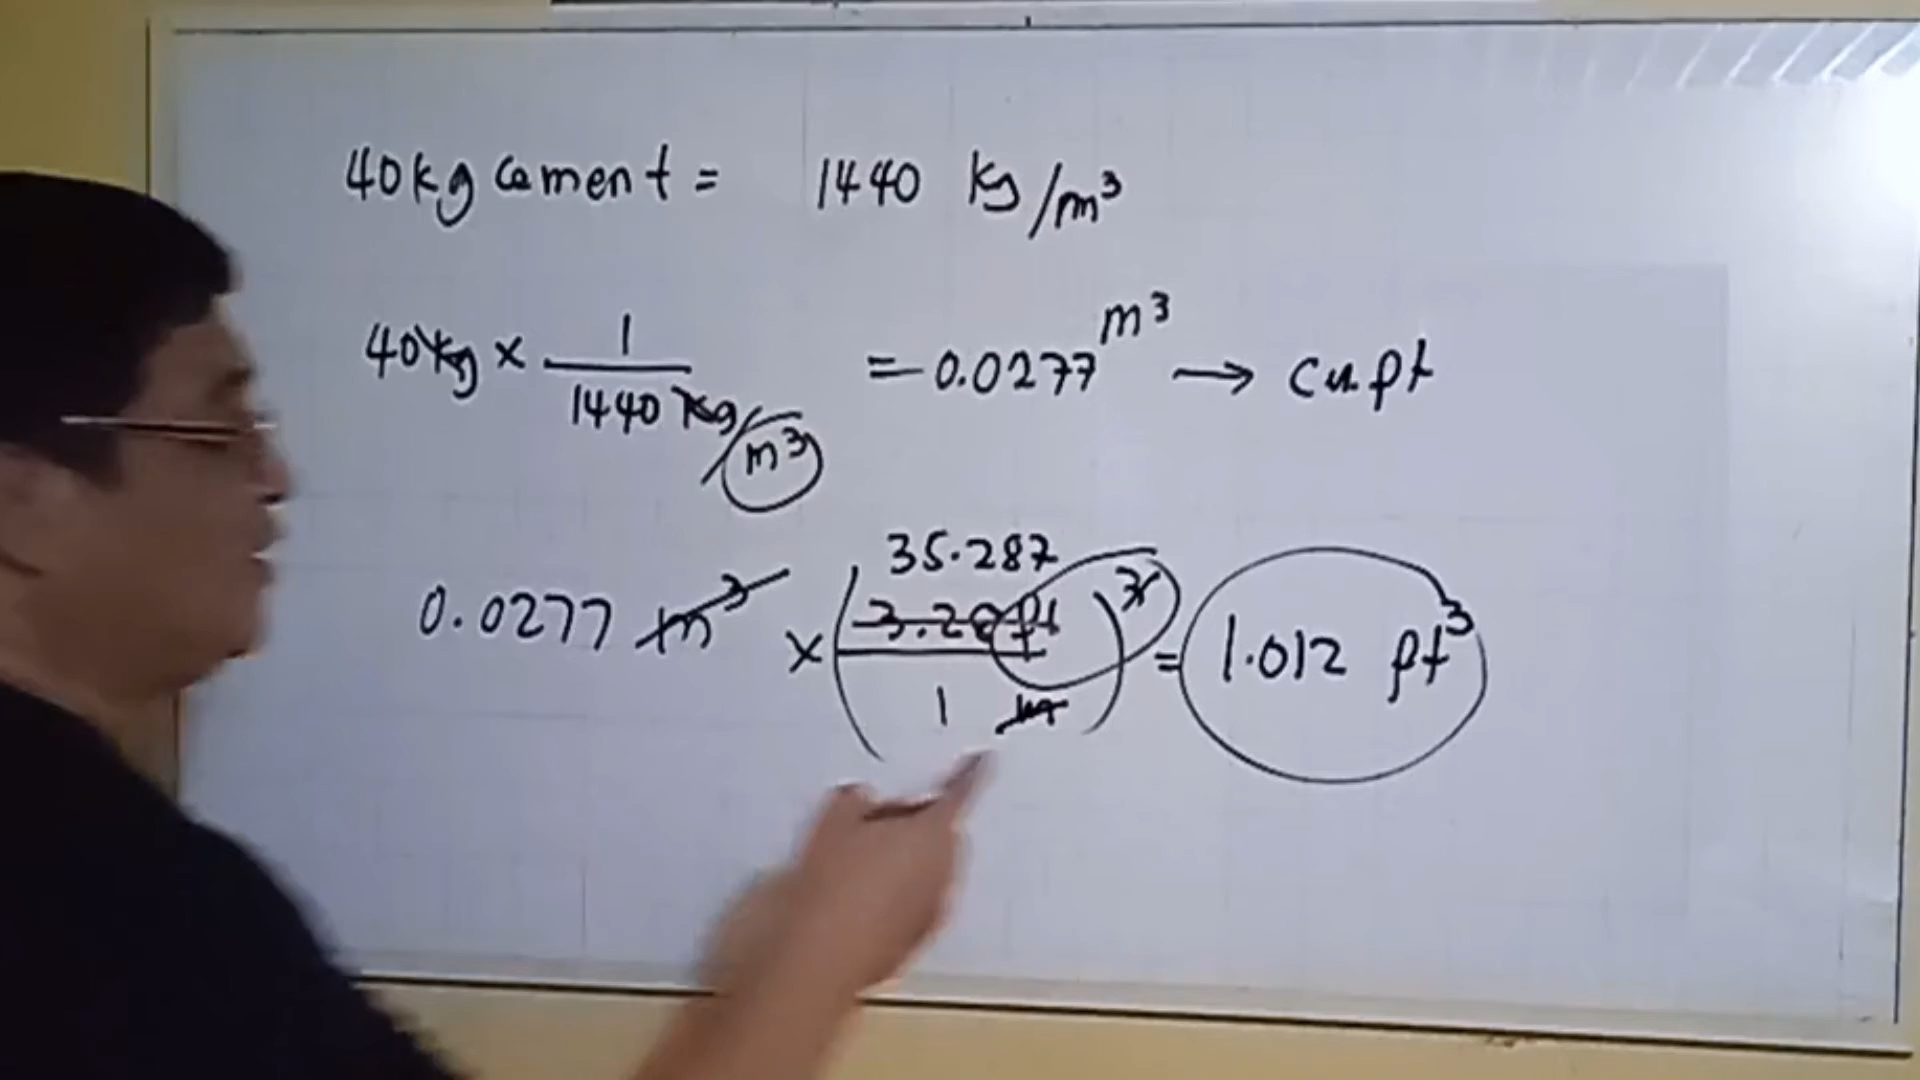 40kg cement = 1440 kg/m³
40kg x 1 / 1440 kg/m³ = 0.0277 m³ → cu.ft
35.287
0.0277 m³ x (3.28 ft / 1 m)³ = 1.012 ft³